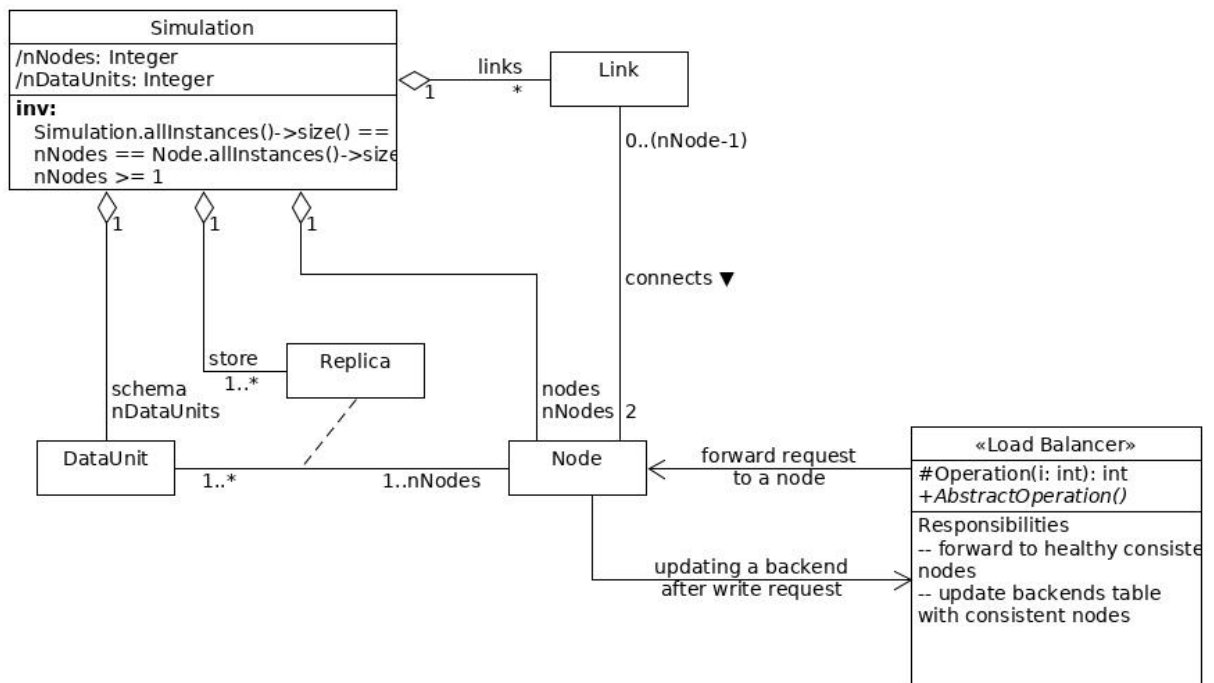 Simulation
/nNodes: Integer
/nDataUnits: Integer
inv:
Simulation.allInstances()->size() ==
nNodes == Node.allInstances()->size
nNodes >= 1
links
1
*
Link
0..(nNode-1)
1
1
1
connects ▼
store
1..*
Replica
schema
nDataUnits
nodes
nNodes
2
DataUnit
1..*
1..nNodes
Node
forward request
to a node
updating a backend
after write request
«Load Balancer»
#Operation(i: int): int
+AbstractOperation()
Responsibilities
-- forward to healthy consiste
nodes
-- update backends table
with consistent nodes